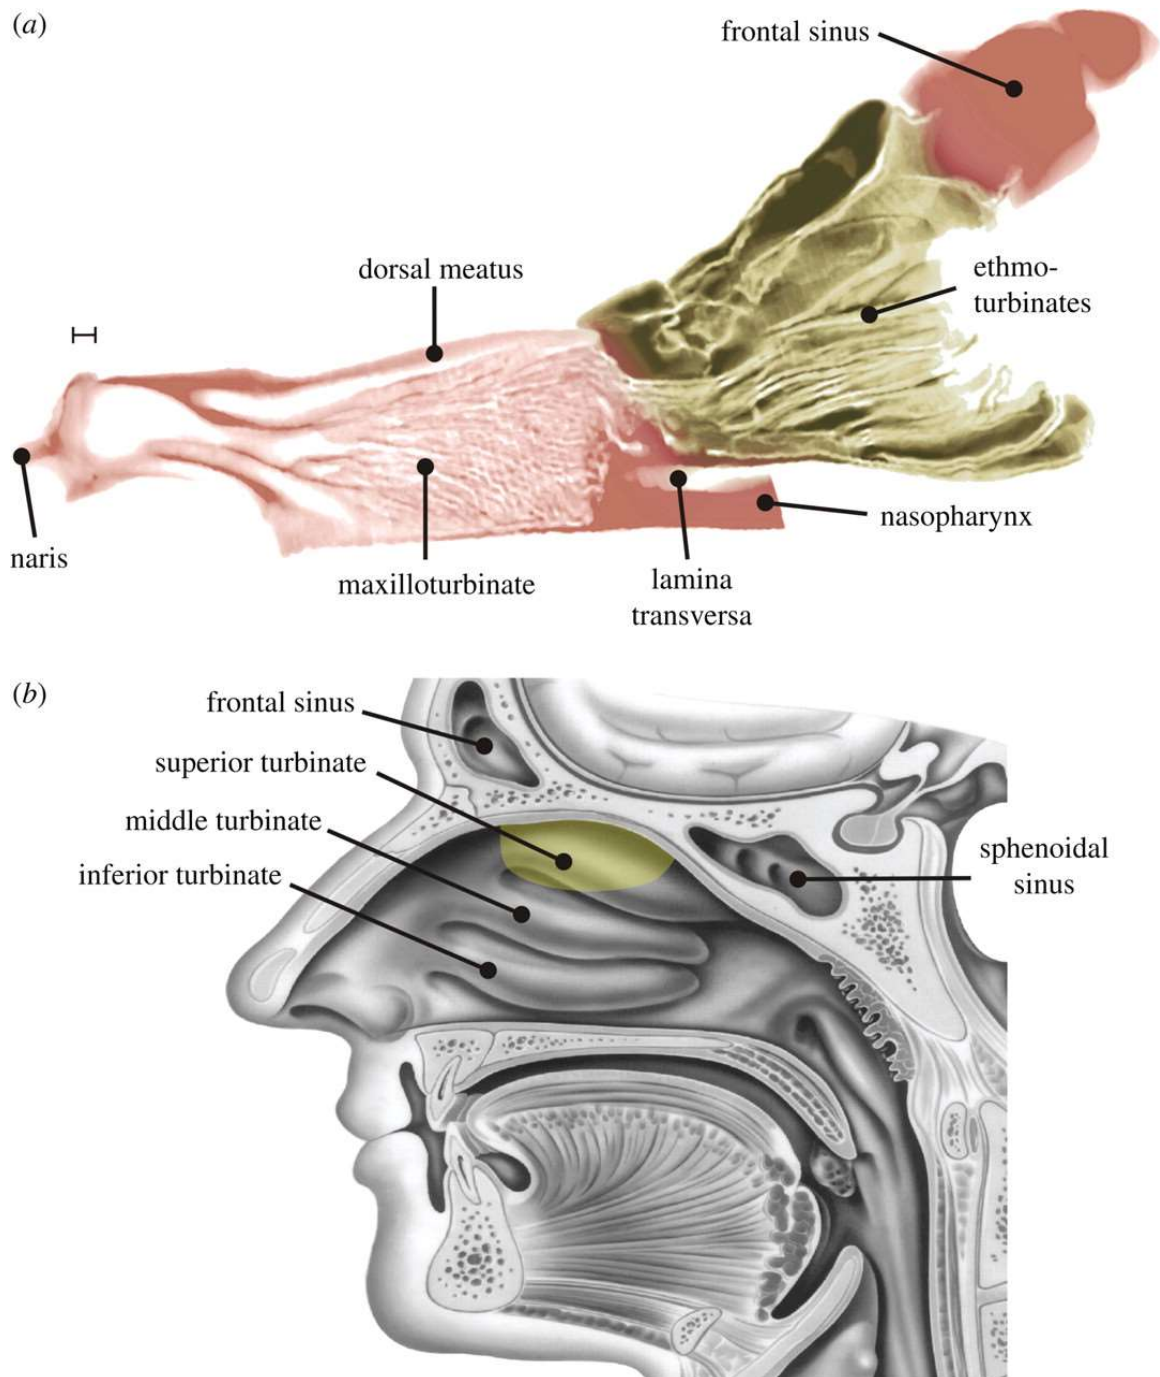 (a)
frontal sinus
dorsal meatus
ethmo-
turbinates
naris
maxilloturbinate
lamina
transversa
nasopharynx
(b)
frontal sinus
superior turbinate
middle turbinate
inferior turbinate
sphenoidal
sinus